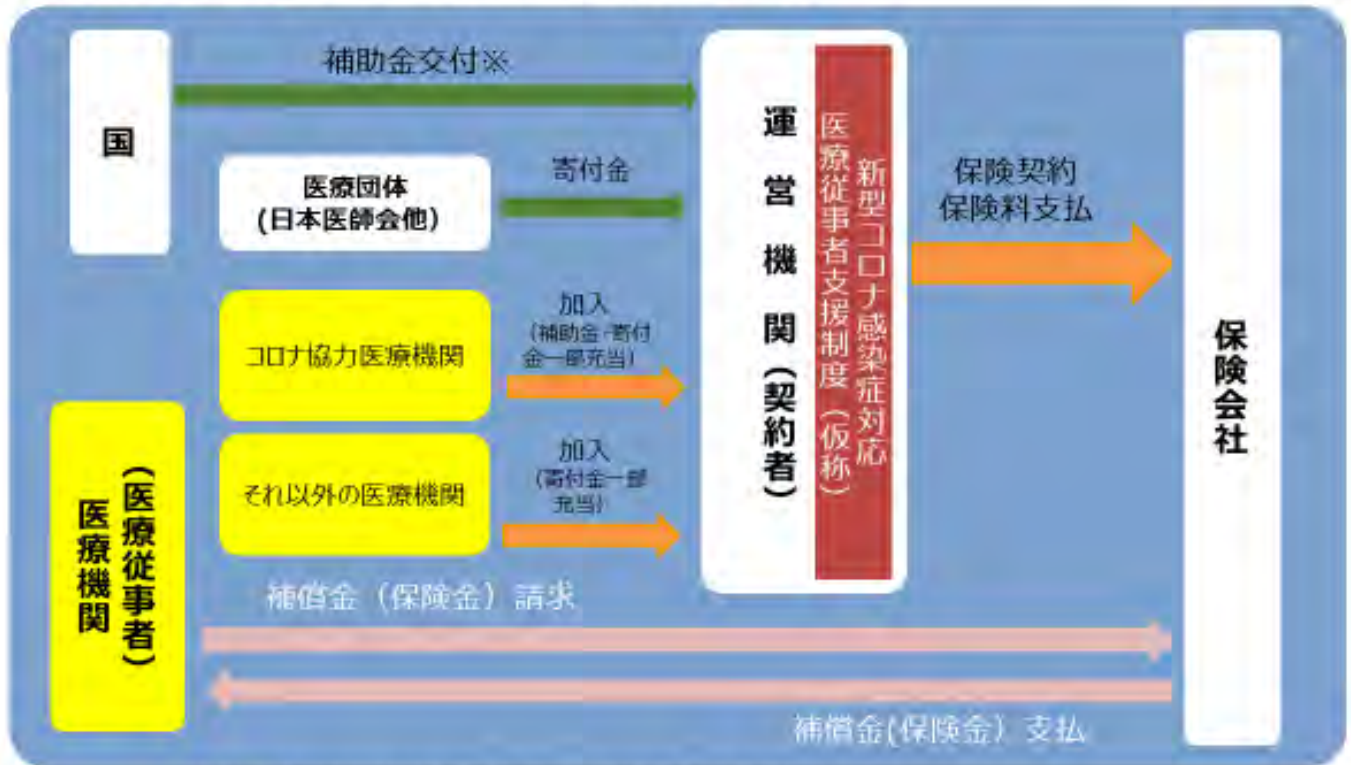 補助金交付※
国
医療団体
(日本医師会他)
寄付金
コロナ協力医療機関
加入
(補助金・寄付
金一部充当)
それ以外の医療機関
加入
(寄付金一部
充当)
運営機関(契約者)
新型コロナ感染症対応
医療従事者支援制度(仮称)
保険契約
保険料支払
保険会社
(医療従事者)
医療機関
補償金(保険金)請求
補償金(保険金)支払